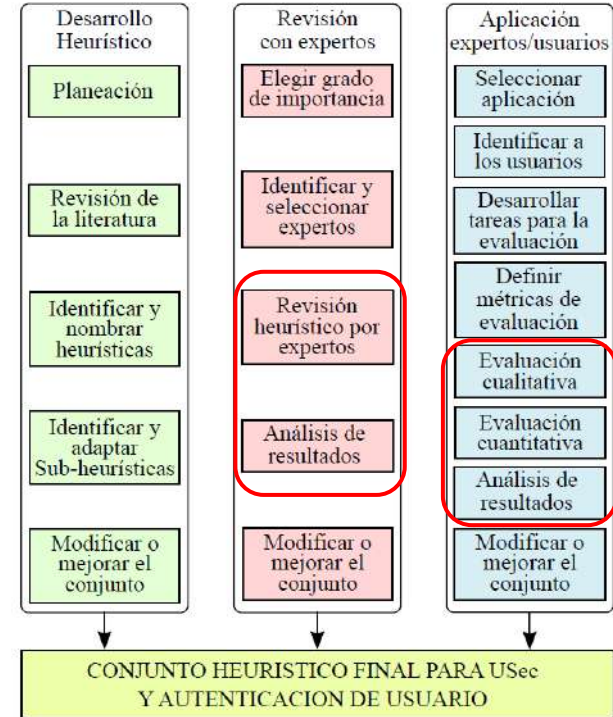 Desarrollo
Heurístico
Planeación
Revisión de
la literatura
Identificar y
nombrar
heurísticas
Identificar y
adaptar
Sub-heurísticas
Modificar o
mejorar el
conjunto
Revisión
con expertos
Elegir grado
de importancia
Identificar y
seleccionar
expertos
Revisión
heurístico por
expertos
Análisis de
resultados
Modificar o
mejorar el
conjunto
Aplicación
expertos/usuarios
Seleccionar
aplicación
Identificar a
los usuarios
Desarrollar
tareas para la
evaluación
Definir
métricas de
evaluación
Evaluación
cualitativa
Evaluación
cuantitativa
Análisis de
resultados
Modificar o
mejorar el
conjunto
CONJUNTO HEURISTICO FINAL PARA USec
Y AUTENTICACION DE USUARIO